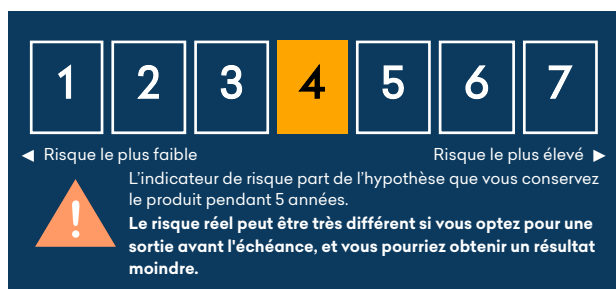 1 2 3 4 5 6 7
◄ Risque le plus faible Risque le plus élevé ►
L'indicateur de risque part de l'hypothèse que vous conservez
le produit pendant 5 années.
Le risque réel peut être très différent si vous optez pour une
sortie avant l'échéance, et vous pourriez obtenir un résultat
moindre.